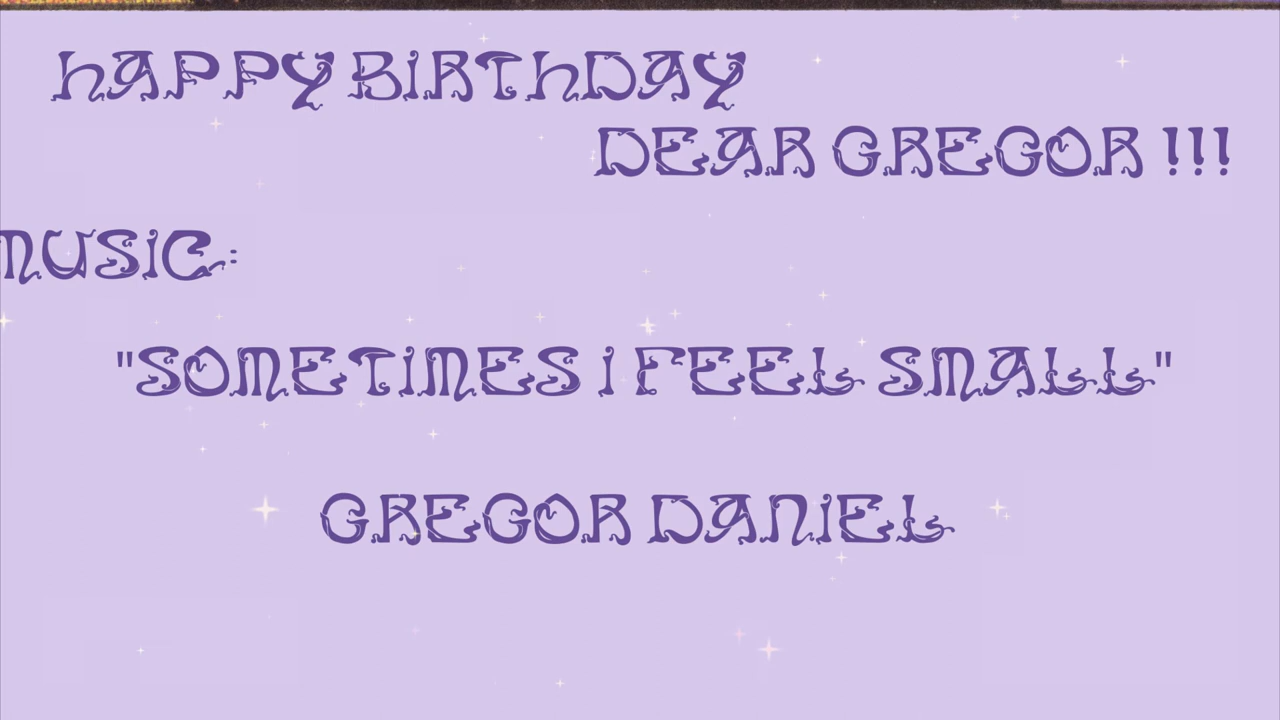 hAPPY BIRThDAY
DEAR GREGOR !!!
MUSIC:
"SOMETIMES I FEEL SMALL"
GREGOR DANIEL